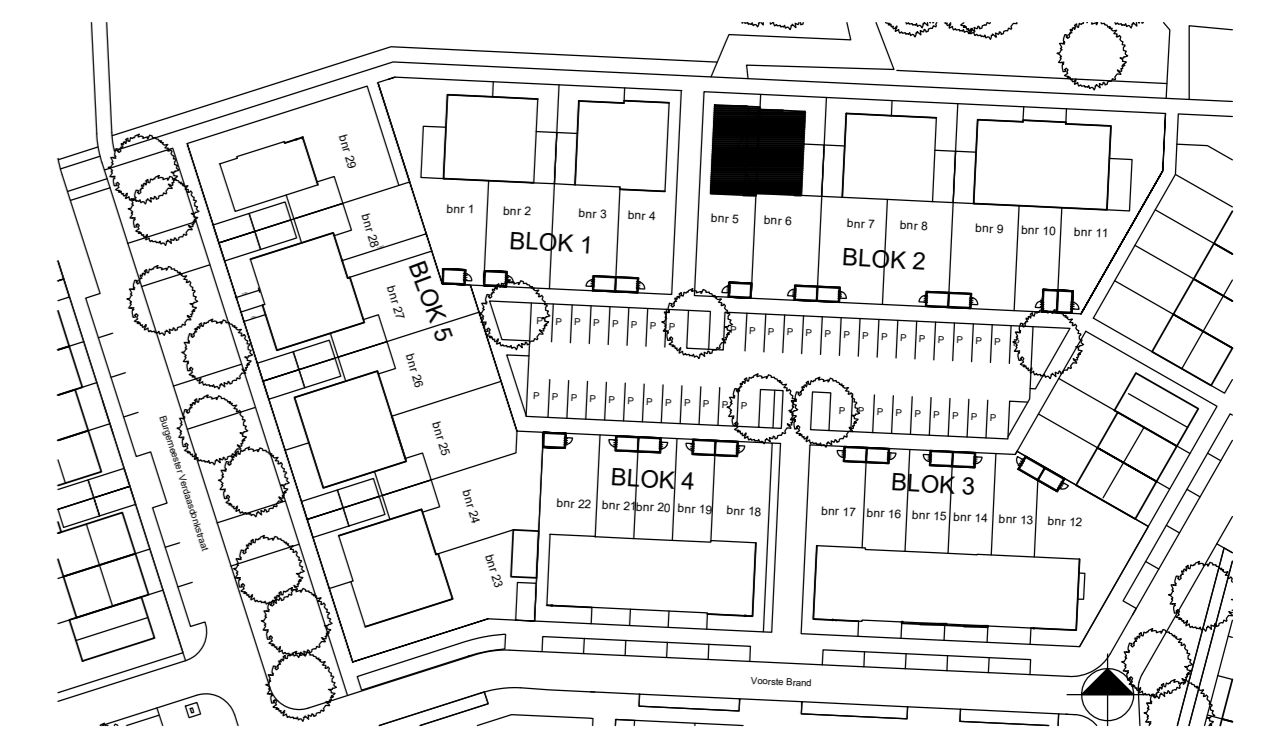 bnr 29
bnr 1
bnr 2
bnr 3
bnr 4
bnr 5
bnr 6
bnr 7
bnr 8
bnr 9
bnr 10
bnr 11
bnr 28
BLOK 1
BLOK 2
BLOK 5
bnr 27
P P P P P P P P
P P P P P P P P P P P P P P P
bnr 26
P P P P P P P P P P P P
P P P P P P P P P
bnr 25
Burgemeester Verdaasdonkstraat
BLOK 4
BLOK 3
bnr 24
bnr 22
bnr 21
bnr 20
bnr 19
bnr 18
bnr 17
bnr 16
bnr 15
bnr 14
bnr 13
bnr 12
bnr 23
Voorste Brand